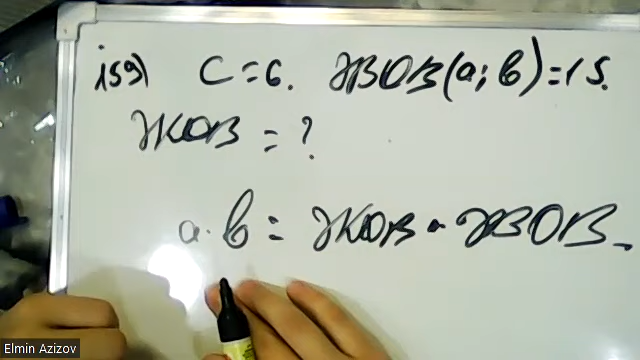 159) C=6. ƏBOB(a;b)=15.
ƏKOB = ?
a·b = ƏKOB · ƏBOB.
Elmin Azizov